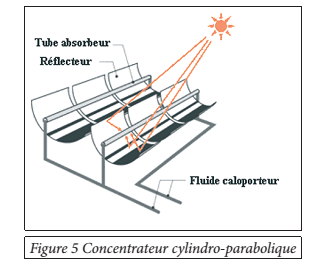 Tube absorbeur
Réflecteur
Fluide caloporteur
Figure 5 Concentrateur cylindro-parabolique